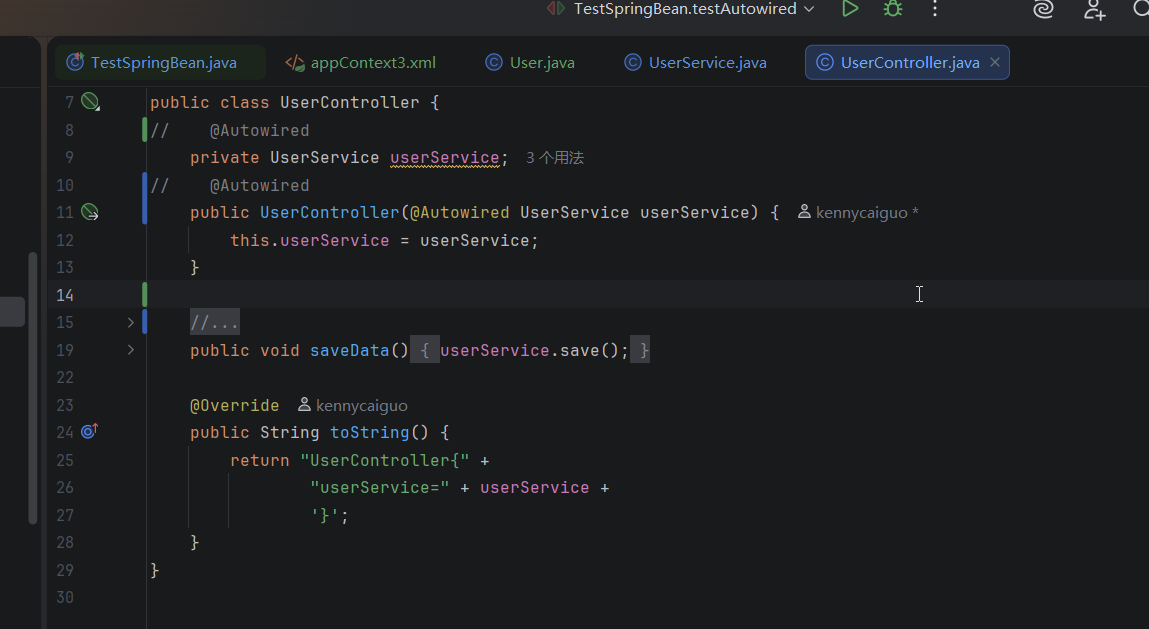 TestSpringBean.testAutowired
TestSpringBean.java appContext3.xml User.java UserService.java UserController.java
7 public class UserController {
8 // @Autowired
9 private UserService userService; 3 个用法
10 // @Autowired
11 public UserController(@Autowired UserService userService) { kennycaiguo *
12 this.userService = userService;
13 }
14
15 //...
19 public void saveData() { userService.save(); }
22
23 @Override kennycaiguo
24 public String toString() {
25 return "UserController{" +
26 "userService=" + userService +
27 '}';
28 }
29 }
30